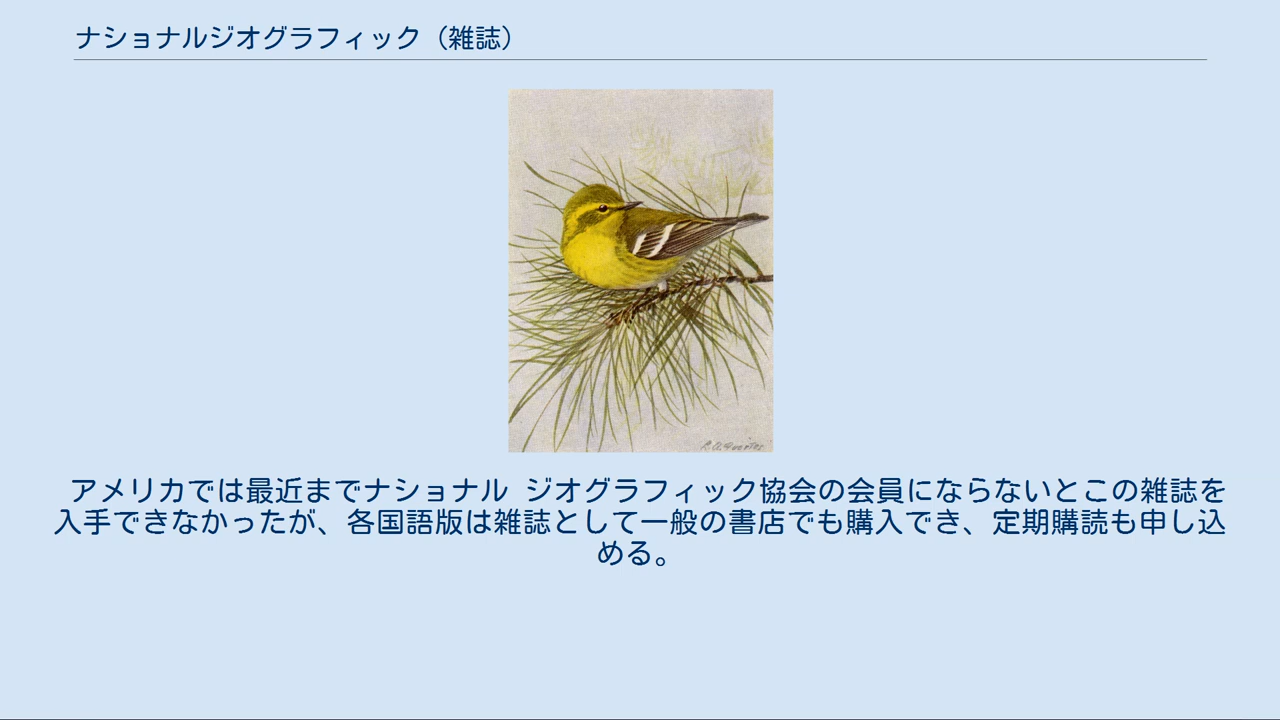 ナショナルジオグラフィック（雑誌）
アメリカでは最近までナショナル ジオグラフィック協会の会員にならないとこの雑誌を
入手できなかったが、各国語版は雑誌として一般の書店でも購入でき、定期購読も申し込
める。